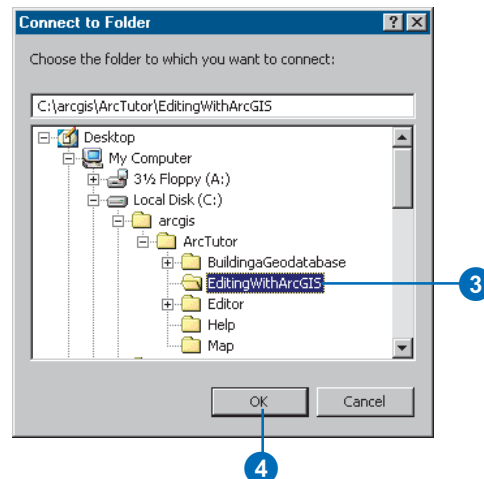 Connect to Folder
Choose the folder to which you want to connect:
C:\arcgis\ArcTutor\EditingWithArcGIS
Desktop
My Computer
3½ Floppy (A:)
Local Disk (C:)
arcgis
ArcTutor
BuildingaGeodatabase
EditingWithArcGIS
3
Editor
Help
Map
OK
Cancel
4